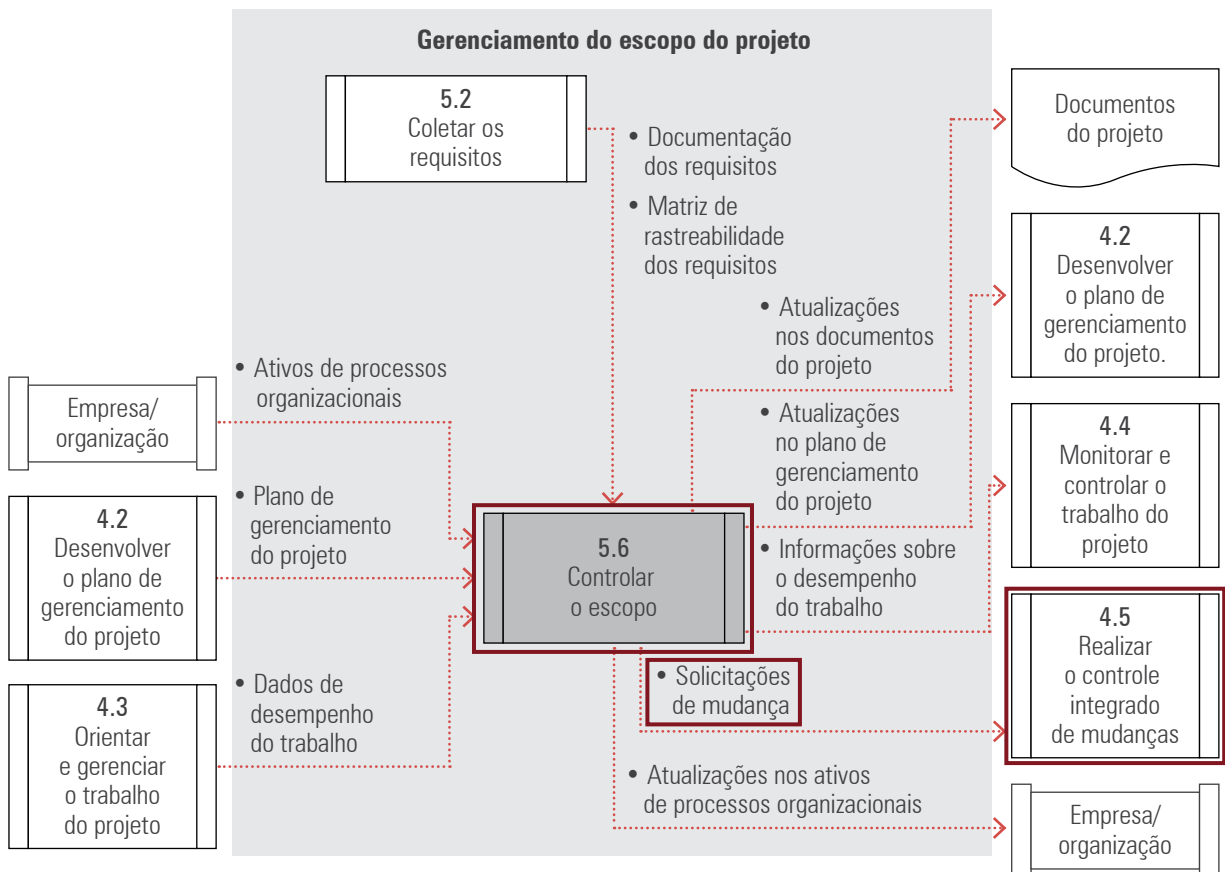 Gerenciamento do escopo do projeto
5.2
Coletar os
requisitos
• Documentação
dos requisitos
• Matriz de
rastreabilidade
dos requisitos
Empresa/
organização
4.2
Desenvolver
o plano de
gerenciamento
do projeto
4.3
Orientar
e gerenciar
o trabalho
do projeto
• Ativos de processos
organizacionais
• Plano de
gerenciamento
do projeto
• Dados de
desempenho
do trabalho
5.6
Controlar
o escopo
• Atualizações
nos documentos
do projeto
• Atualizações
no plano de
gerenciamento
do projeto
• Informações sobre
o desempenho
do trabalho
• Solicitações
de mudança
• Atualizações nos ativos
de processos organizacionais
Documentos
do projeto
4.2
Desenvolver
o plano de
gerenciamento
do projeto.
4.4
Monitorar e
controlar o
trabalho do
projeto
4.5
Realizar
o controle
integrado
de mudanças
Empresa/
organização